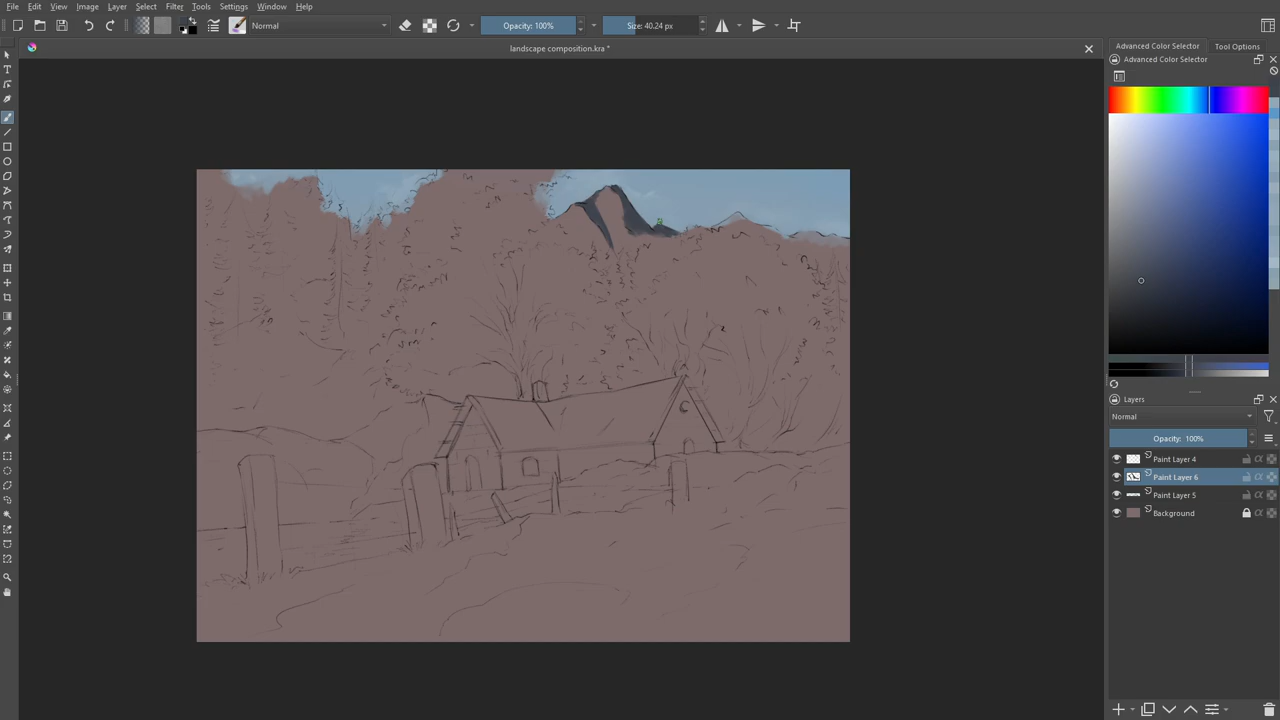 File Edit View Image Layer Select Filter Tools Settings Window Help
Normal Opacity: 100% Size: 40.24 px
landscape composition.kra *
Advanced Color Selector Tool Options
Advanced Color Selector
Layers
Normal
Opacity: 100%
Paint Layer 4
Paint Layer 6
Paint Layer 5
Background